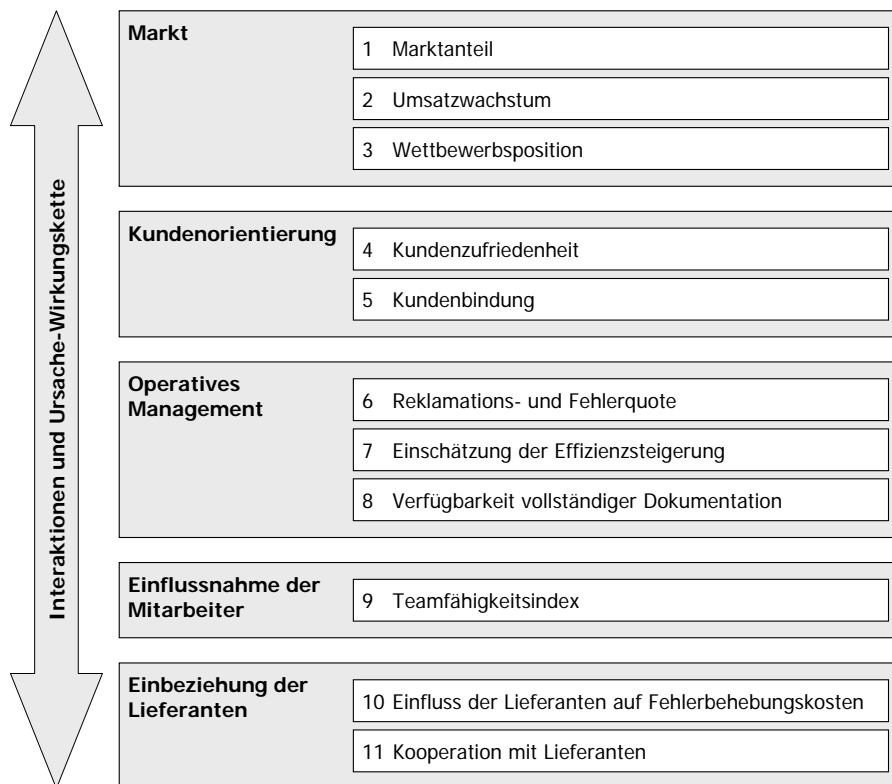 Interaktionen und Ursache-Wirkungskette
Markt
1 Marktanteil
2 Umsatzwachstum
3 Wettbewerbsposition
Kundenorientierung
4 Kundenzufriedenheit
5 Kundenbindung
Operatives
Management
6 Reklamations- und Fehlerquote
7 Einschätzung der Effizienzsteigerung
8 Verfügbarkeit vollständiger Dokumentation
Einflussnahme der
Mitarbeiter
9 Teamfähigkeitsindex
Einbeziehung der
Lieferanten
10 Einfluss der Lieferanten auf Fehlerbehebungskosten
11 Kooperation mit Lieferanten